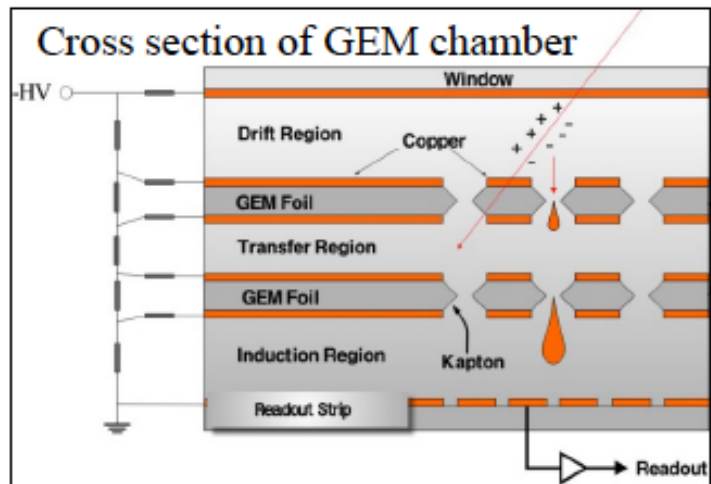 Cross section of GEM chamber
Window
-HV
Drift Region
Copper
GEM Foil
Transfer Region
GEM Foil
Induction Region
Kapton
Readout Strip
Readout